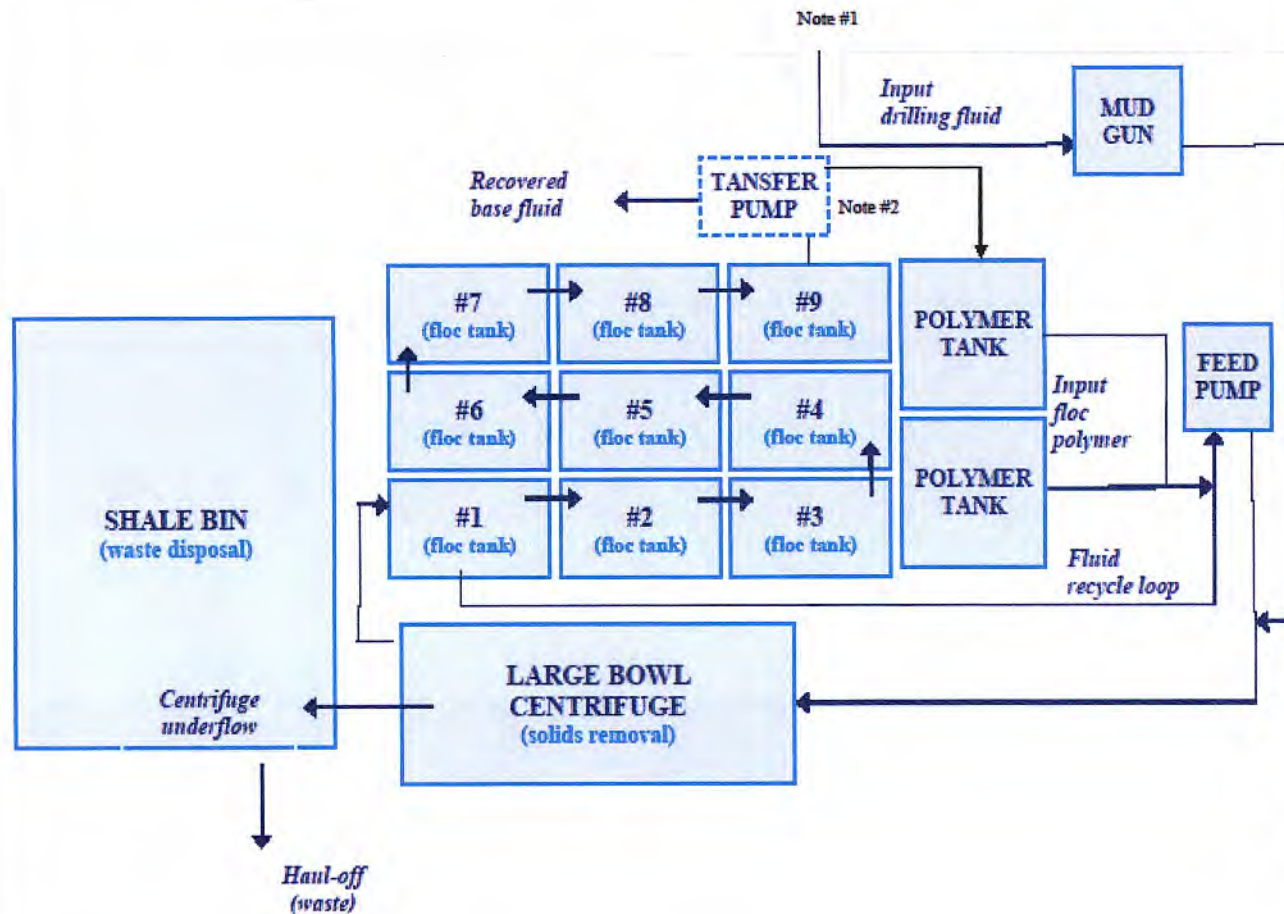 Note #1
Input
drilling fluid
MUD
GUN
Recovered
base fluid
TANSFER
PUMP
Note #2
#7
(floc tank)
#8
(floc tank)
#9
(floc tank)
POLYMER
TANK
FEED
PUMP
#6
(floc tank)
#5
(floc tank)
#4
(floc tank)
Input
floc
polymer
SHALE BIN
(waste disposal)
#1
(floc tank)
#2
(floc tank)
#3
(floc tank)
POLYMER
TANK
Fluid
recycle loop
LARGE BOWL
CENTRIFUGE
(solids removal)
Centrifuge
underflow
Haul-off
(waste)